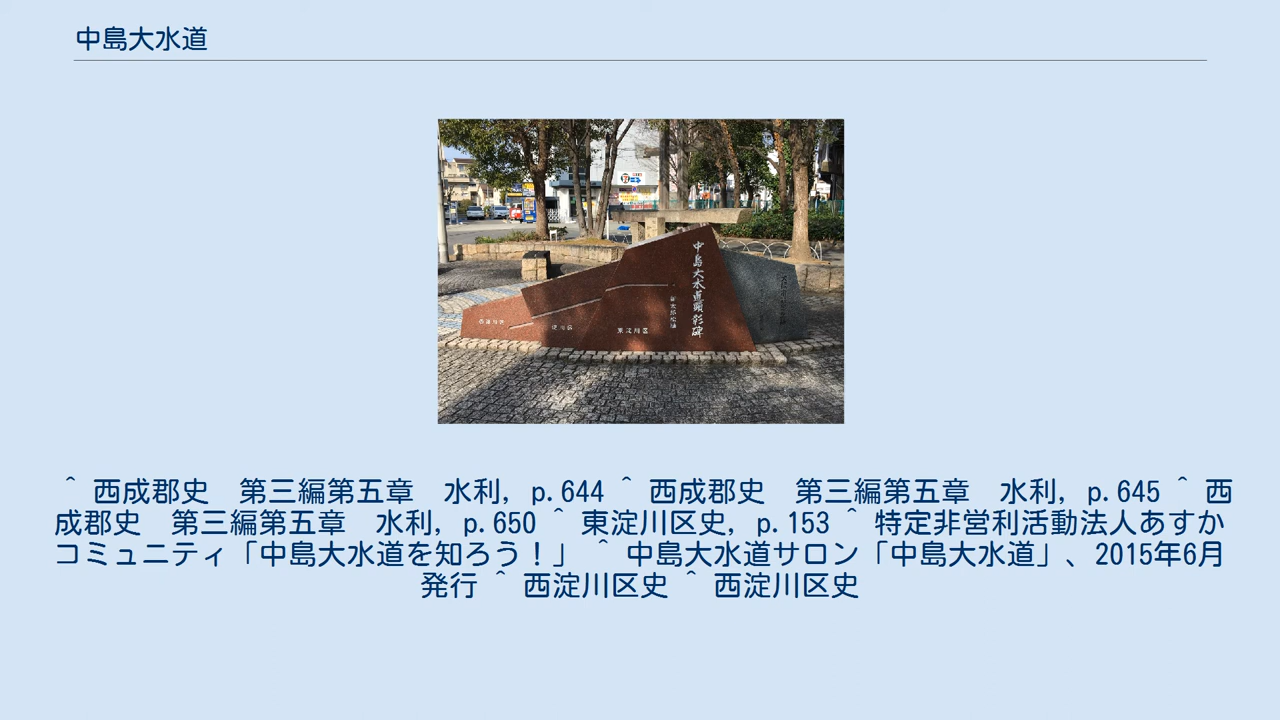 中島大水道
中島大水道顕彰碑
東淀川区
^ 西成郡史　第三編第五章　水利, p.644 ^ 西成郡史　第三編第五章　水利, p.645 ^ 西
成郡史　第三編第五章　水利, p.650 ^ 東淀川区史, p.153 ^ 特定非営利活動法人あすか
コミュニティ「中島大水道を知ろう！」 ^ 中島大水道サロン「中島大水道」、2015年6月
発行 ^ 西淀川区史 ^ 西淀川区史